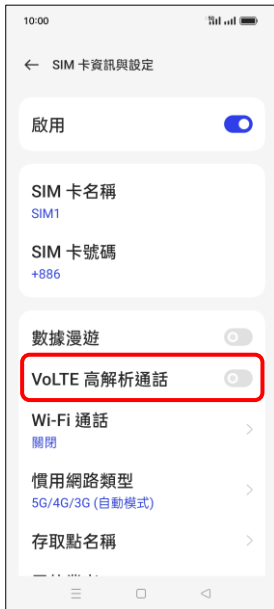 10:00
SIM 卡資訊與設定
啟用
SIM 卡名稱
SIM1
SIM 卡號碼
+886
數據漫遊
VoLTE 高解析通話
Wi-Fi 通話
關閉
慣用網路類型
5G/4G/3G (自動模式)
存取點名稱